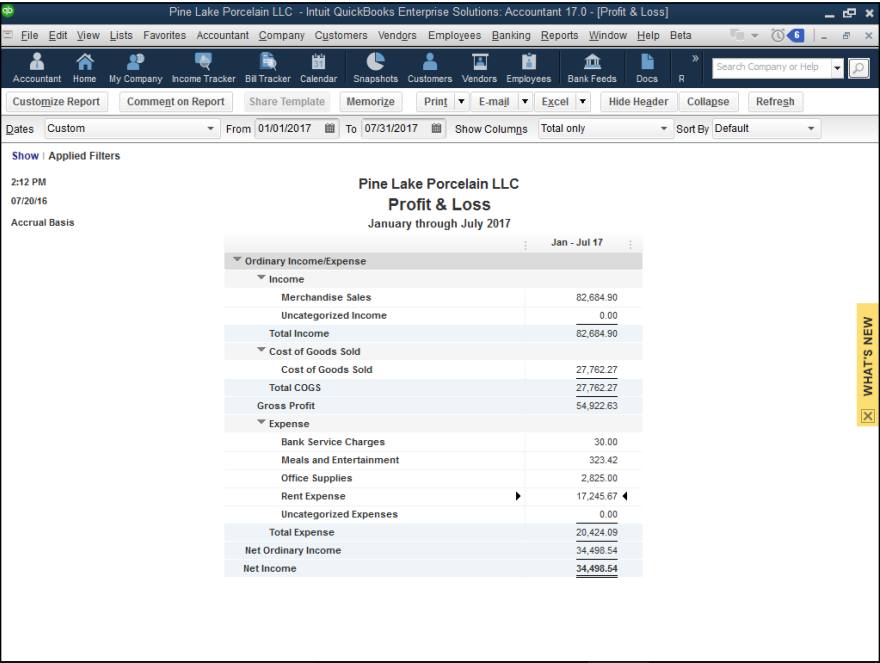 qb Pine Lake Porcelain LLC - Intuit QuickBooks Enterprise Solutions: Accountant 17.0 - [Profit & Loss]
File Edit View Lists Favorites Accountant Company Customers Vendors Employees Banking Reports Window Help Beta 6
Accountant Home My Company Income Tracker Bill Tracker 31 Calendar Snapshots Customers Vendors Employees Bank Feeds Docs R » Search Company or Help
Customize Report Comment on Report Share Template Memorize Print E-mail Excel Hide Header Collapse Refresh
Dates Custom From 01/01/2017 To 07/31/2017 Show Columns Total only Sort By Default
Show | Applied Filters
2:12 PM
07/20/16
Accrual Basis
Pine Lake Porcelain LLC
Profit & Loss
January through July 2017
Jan - Jul 17
Ordinary Income/Expense
Income
Merchandise Sales 82,684.90
Uncategorized Income 0.00
Total Income 82,684.90
Cost of Goods Sold
Cost of Goods Sold 27,762.27
Total COGS 27,762.27
Gross Profit 54,922.63
Expense
Bank Service Charges 30.00
Meals and Entertainment 323.42
Office Supplies 2,825.00
Rent Expense 17,245.67
Uncategorized Expenses 0.00
Total Expense 20,424.09
Net Ordinary Income 34,498.54
Net Income 34,498.54
WHAT'S NEW